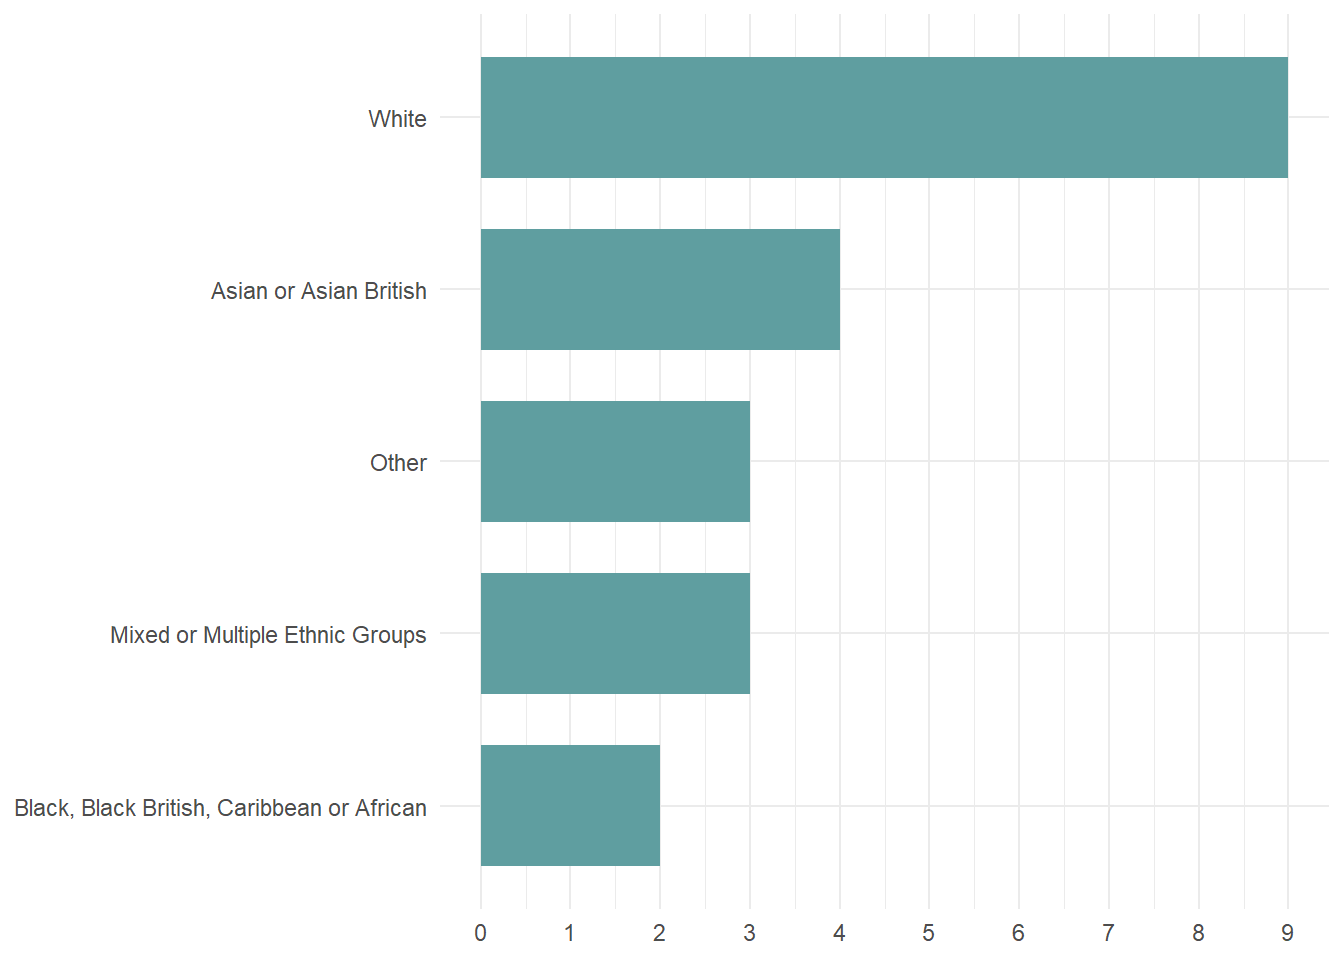 White
Asian or Asian British
Other
Mixed or Multiple Ethnic Groups
Black, Black British, Caribbean or African
0 1 2 3 4 5 6 7 8 9